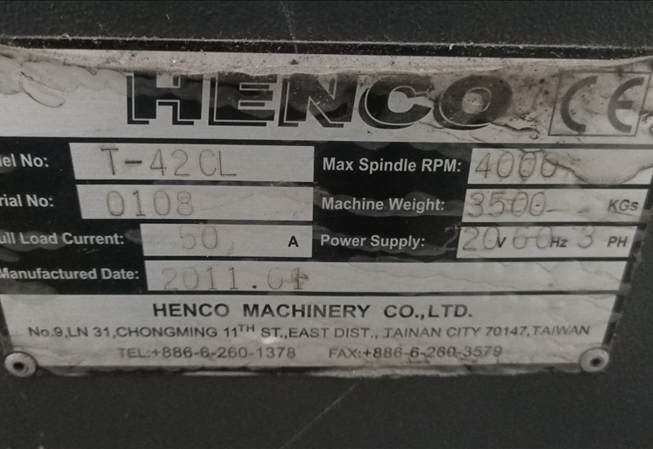 HENCO CE
el No: T-42CL Max Spindle RPM: 4000
rial No: 0108 Machine Weight: 3500 KGs
ull Load Current: 50 A Power Supply: 20V 60Hz 3 PH
Manufactured Date: 2011.01
HENCO MACHINERY CO.,LTD.
No.9,LN 31,CHONGMING 11TH ST.,EAST DIST., TAINAN CITY 70147,TAIWAN
TEL:+886-6-260-1378 FAX:+886-6-260-3579